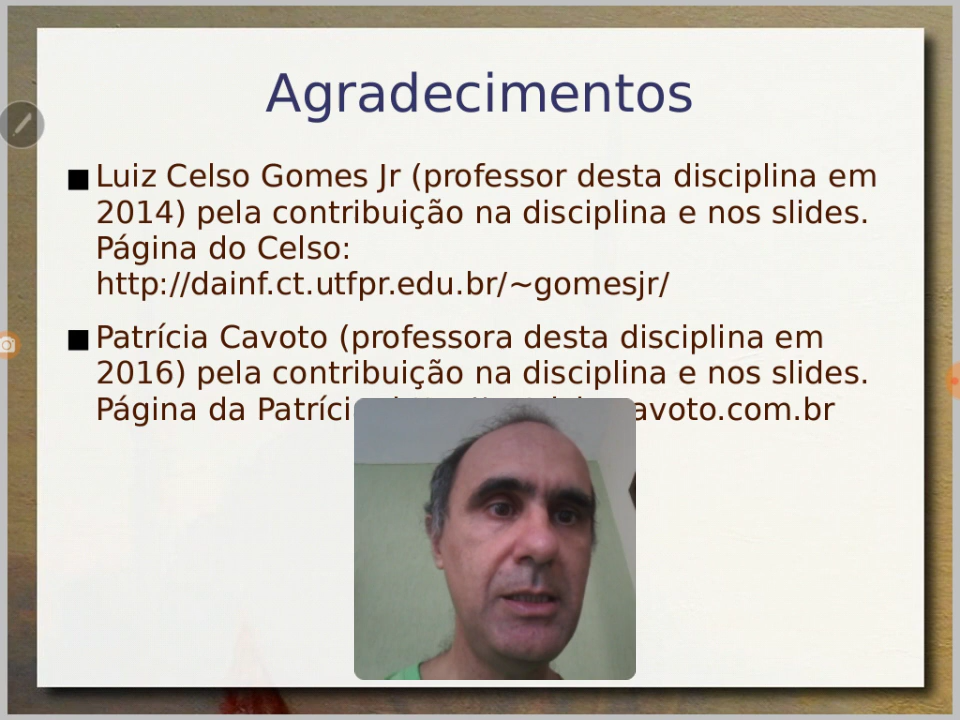 Agradecimentos
Luiz Celso Gomes Jr (professor desta disciplina em
2014) pela contribuição na disciplina e nos slides.
Página do Celso:
http://dainf.ct.utfpr.edu.br/~gomesjr/
Patrícia Cavoto (professora desta disciplina em
2016) pela contribuição na disciplina e nos slides.
Página da avoto.com.br